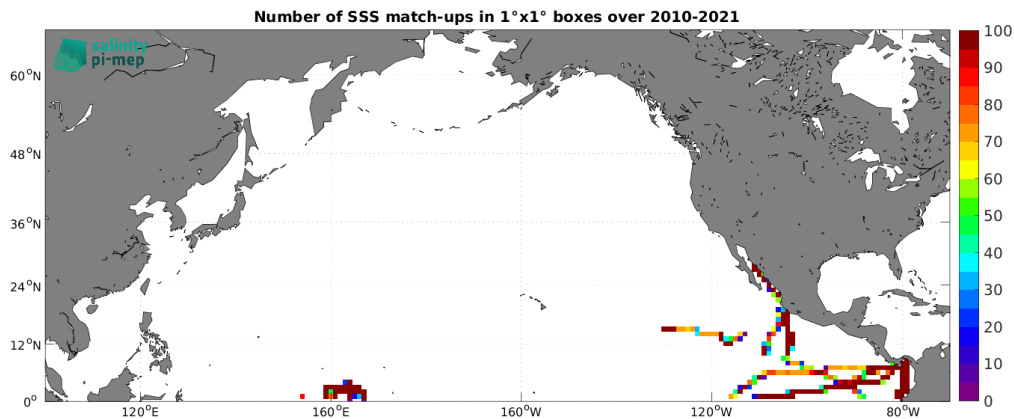 Number of SSS match-ups in 1°x1° boxes over 2010-2021
salinity
pi-mep
60°N
48°N
36°N
24°N
12°N
0°
120°E
160°E
160°W
120°W
80°W
100
90
80
70
60
50
40
30
20
10
0